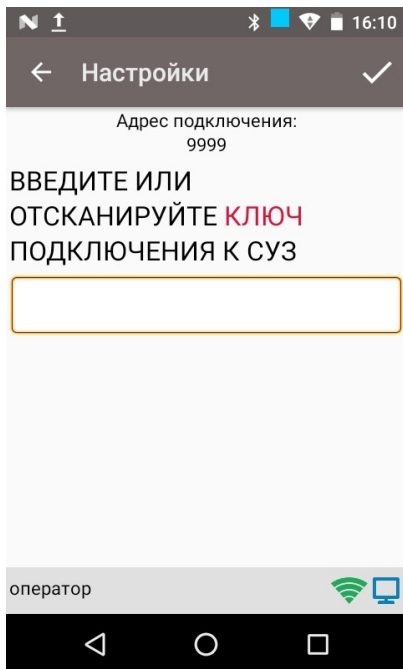 16:10
Настройки
Адрес подключения:
9999
ВВЕДИТЕ ИЛИ
ОТСКАНИРУЙТЕ КЛЮЧ
ПОДКЛЮЧЕНИЯ К СУЗ
оператор